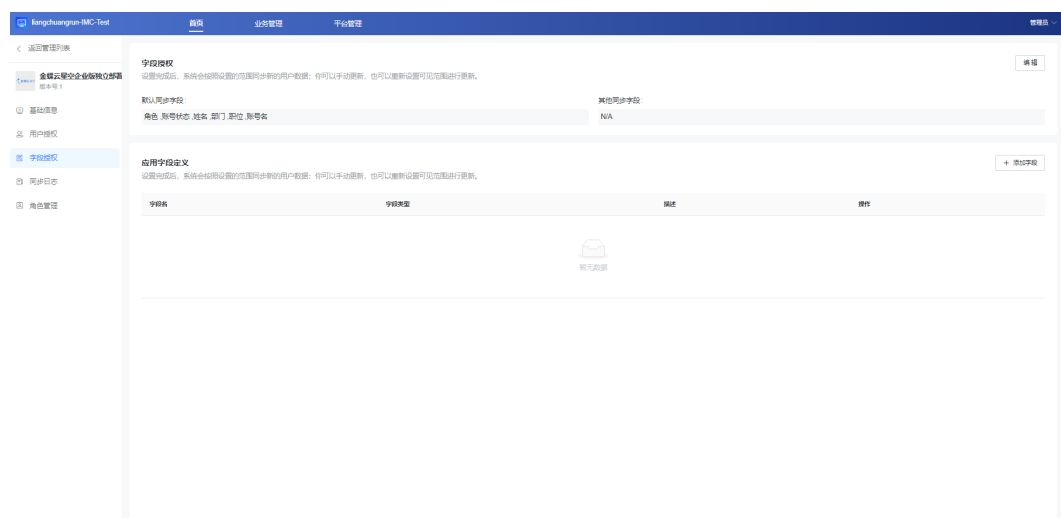 liangchuangrun-IMC-Test 首页 业务管理 平台管理 管理员
返回管理列表
金蝶云星空企业版独立部署
版本号:1
基础信息
用户授权
字段授权
同步日志
角色管理
字段授权 编辑
设置完成后，系统会按照设置的范围同步新的用户数据；你可以手动更新，也可以重新设置可见范围进行更新。
默认同步字段: 其他同步字段:
角色 ,账号状态 ,姓名 ,部门 ,职位 ,账号名 N/A
应用字段定义 + 添加字段
设置完成后，系统会按照设置的范围同步新的用户数据；你可以手动更新，也可以重新设置可见范围进行更新。
字段名 字段类型 描述 操作
暂无数据